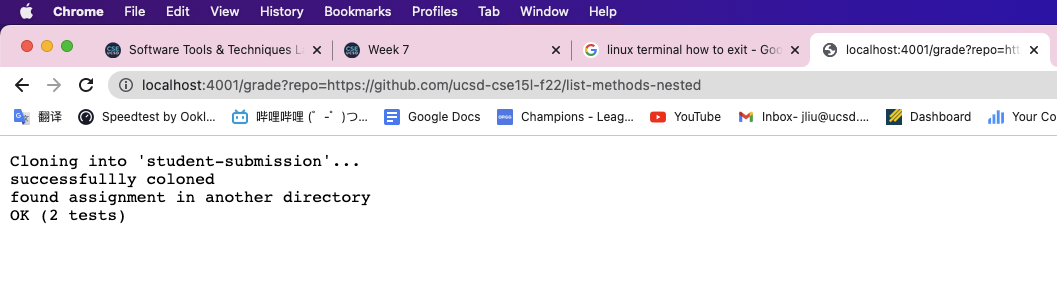 Chrome File Edit View History Bookmarks Profiles Tab Window Help
Software Tools & Techniques L Week 7 linux terminal how to exit - Goo localhost:4001/grade?repo=htt
localhost:4001/grade?repo=https://github.com/ucsd-cse15l-f22/list-methods-nested
翻译 Speedtest by Ookl... 哔哩哔哩 (゜-゜)つ... Google Docs Champions - Leag... YouTube Inbox- jliu@ucsd.... Dashboard Your Co
Cloning into 'student-submission'...
successfullly coloned
found assignment in another directory
OK (2 tests)